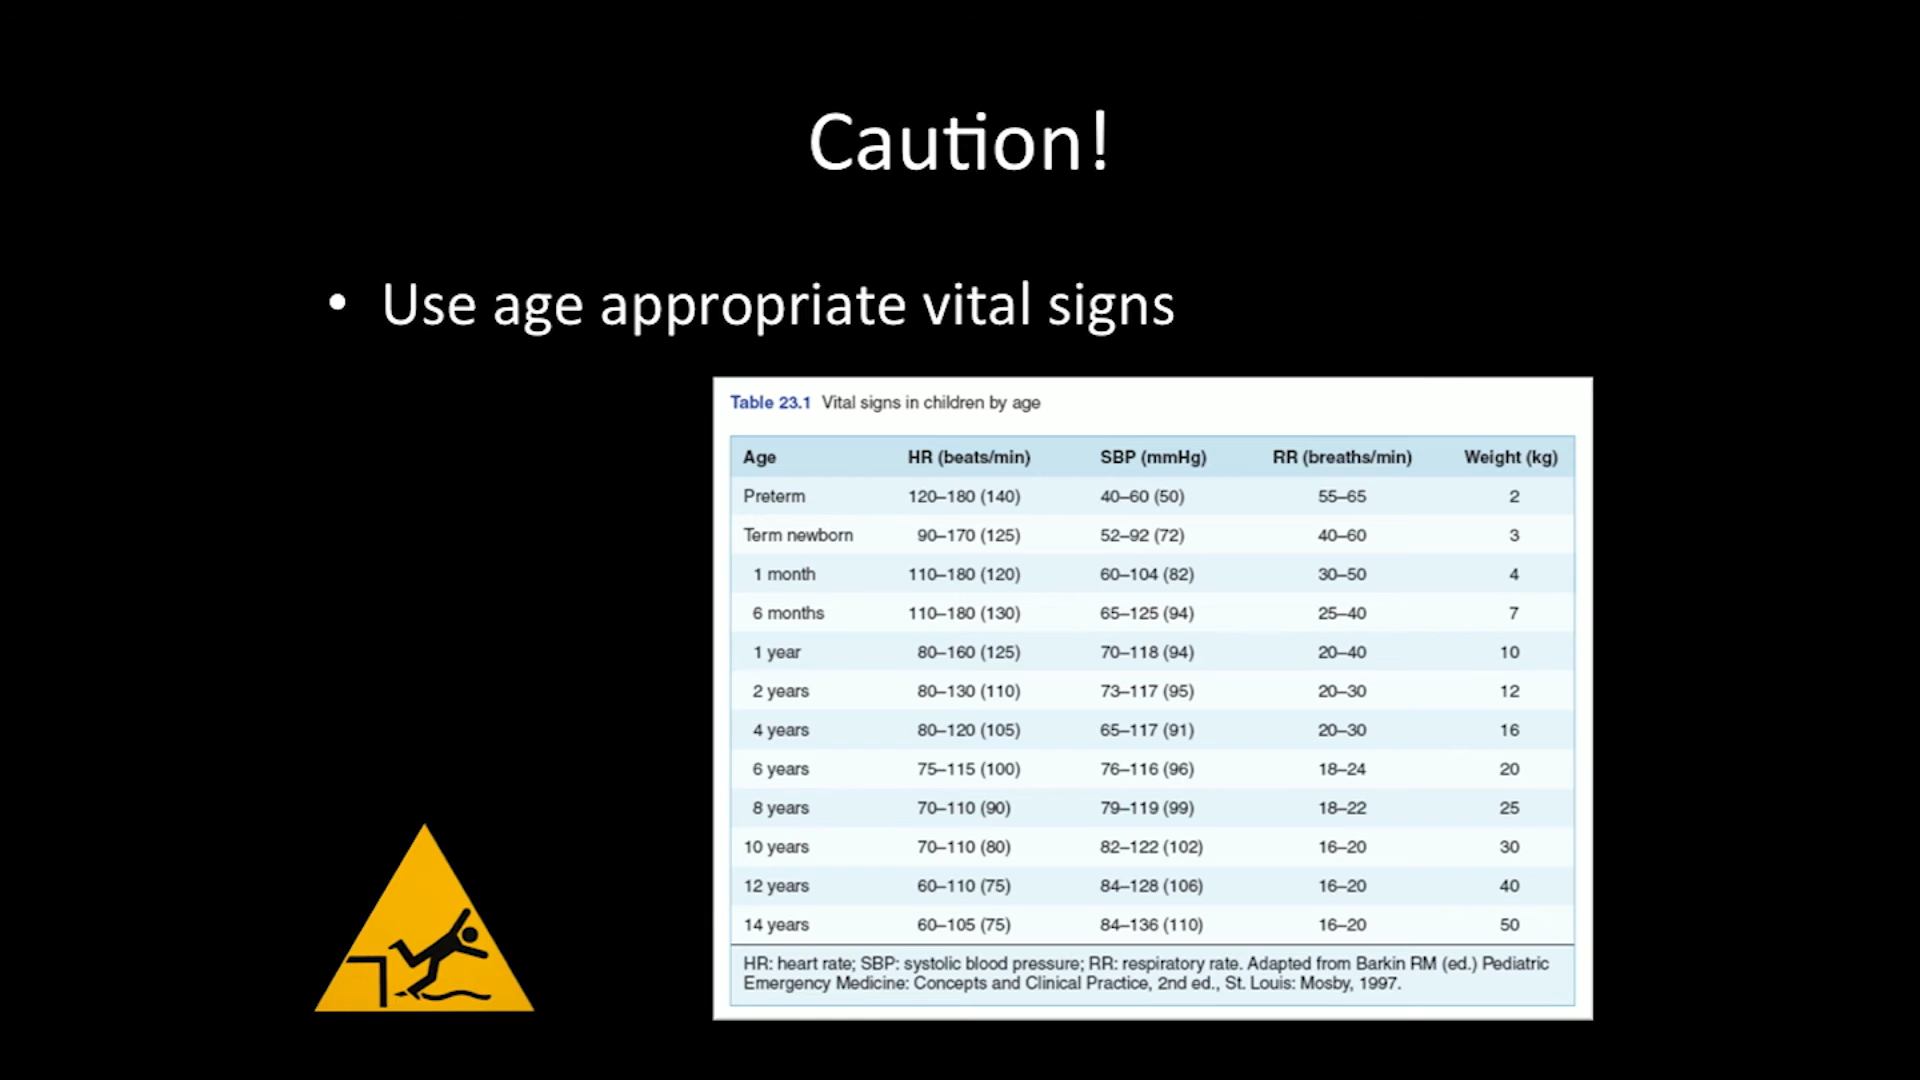 Caution!
• Use age appropriate vital signs
Table 23.1 Vital signs in children by age
Age HR (beats/min) SBP (mmHg) RR (breaths/min) Weight (kg)
Preterm 120–180 (140) 40–60 (50) 55–65 2
Term newborn 90–170 (125) 52–92 (72) 40–60 3
1 month 110–180 (120) 60–104 (82) 30–50 4
6 months 110–180 (130) 65–125 (94) 25–40 7
1 year 80–160 (125) 70–118 (94) 20–40 10
2 years 80–130 (110) 73–117 (95) 20–30 12
4 years 80–120 (105) 65–117 (91) 20–30 16
6 years 75–115 (100) 76–116 (96) 18–24 20
8 years 70–110 (90) 79–119 (99) 18–22 25
10 years 70–110 (80) 82–122 (102) 16–20 30
12 years 60–110 (75) 84–128 (106) 16–20 40
14 years 60–105 (75) 84–136 (110) 16–20 50
HR: heart rate; SBP: systolic blood pressure; RR: respiratory rate. Adapted from Barkin RM (ed.) Pediatric
Emergency Medicine: Concepts and Clinical Practice, 2nd ed., St. Louis: Mosby, 1997.